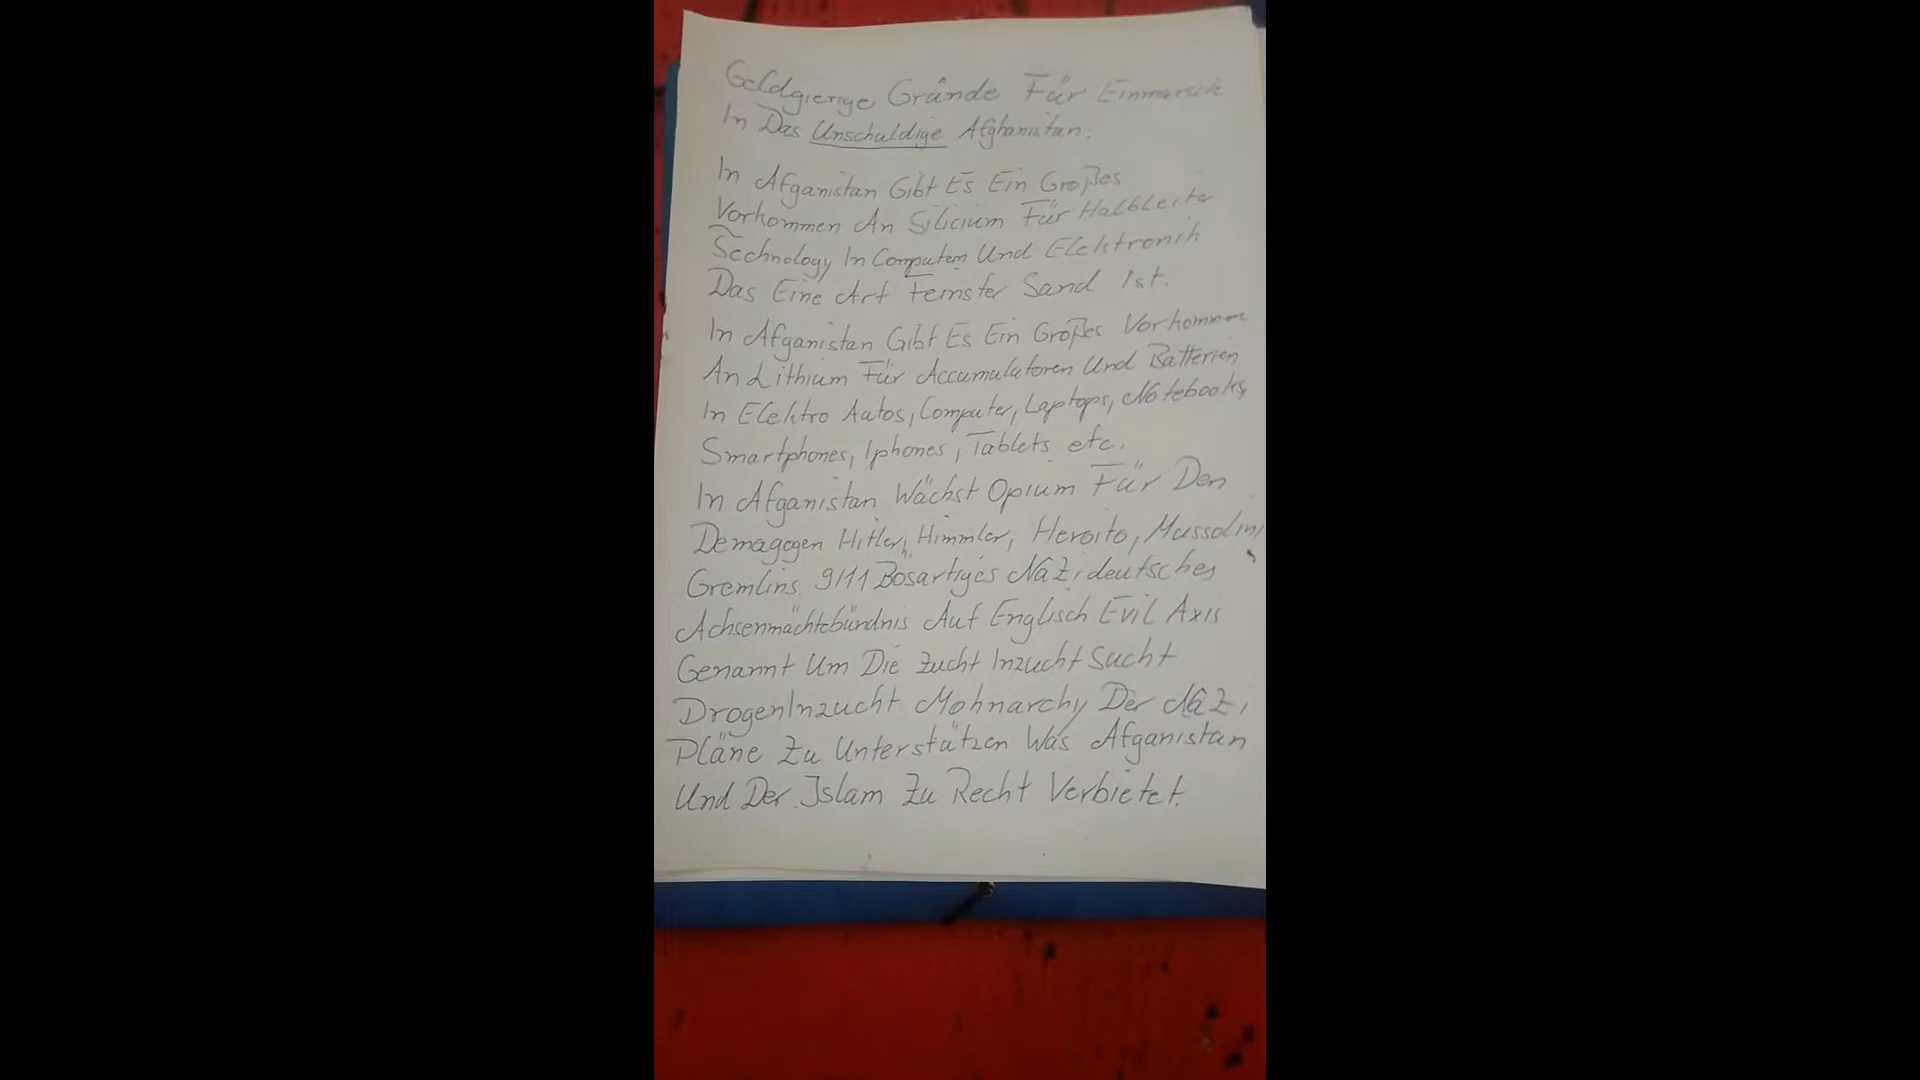 Geldgierige Gründe Für Einmarsch
In Das Unschuldige Afghanistan:
In Afganistan Gibt Es Ein Großes
Vorkommen An Silicium Für Halbleiter
Technology In Computern Und Elektronik
Das Eine Art Feinster Sand Ist.
In Afganistan Gibt Es Ein Großes Vorkommen
An Lithium Für Accumulatoren Und Batterien
In Elektro Autos, Computer, Laptops, Notebooks,
Smartphones, Iphones, Tablets etc.
In Afganistan Wächst Opium Für Den
Demagogen Hitler, Himmler, Heroito, Mussolini,
Gremlins 9/11 Bösartiges Nazideutsches
Achsenmächtebündnis Auf Englisch Evil Axis
Genannt Um Die Zucht Inzucht Sucht
DrogenInzucht Mohnarchy Der Nazi
Pläne Zu Unterstützen Was Afganistan
Und Der Islam Zu Recht Verbietet.